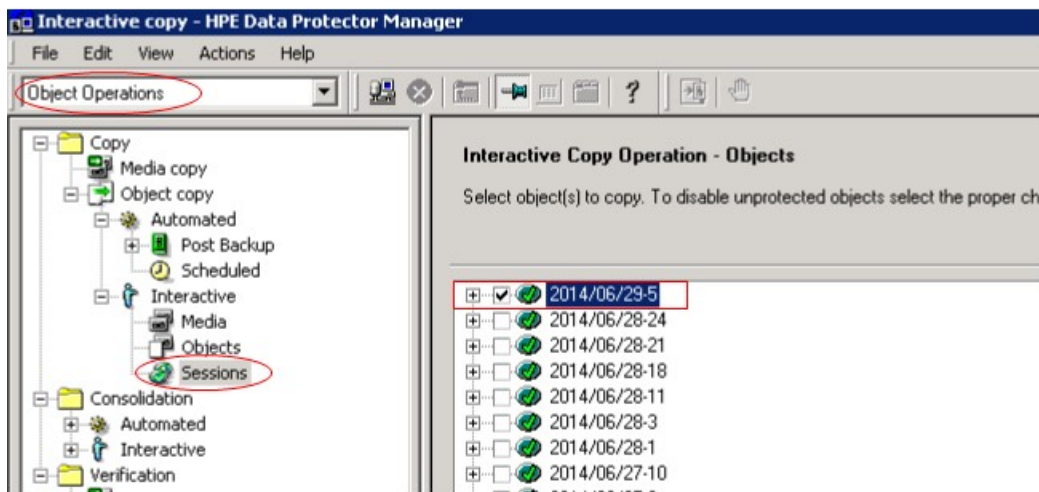 Interactive copy - HPE Data Protector Manager
File Edit View Actions Help
Object Operations
Copy
Media copy
Object copy
Automated
Post Backup
Scheduled
Interactive
Media
Objects
Sessions
Consolidation
Automated
Interactive
Verification
Interactive Copy Operation - Objects
Select object(s) to copy. To disable unprotected objects select the proper ch
2014/06/29-5
2014/06/28-24
2014/06/28-21
2014/06/28-18
2014/06/28-11
2014/06/28-3
2014/06/28-1
2014/06/27-10